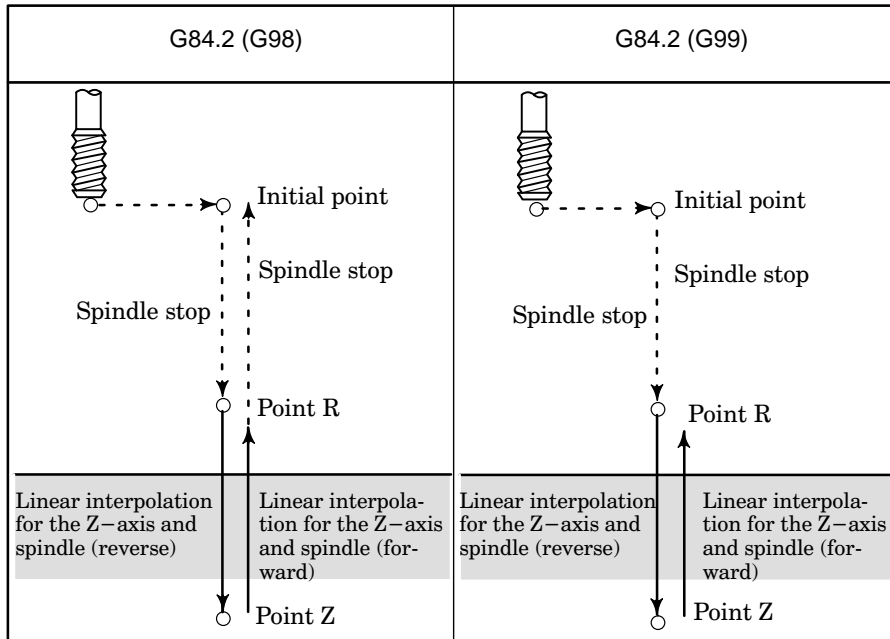 G84.2 (G98)
G84.2 (G99)
Initial point
Spindle stop
Spindle stop
Point R
Linear interpolation
for the Z−axis and
spindle (reverse)
Linear interpola-
tion for the Z−axis
and spindle (for-
ward)
Point Z
Initial point
Spindle stop
Spindle stop
Point R
Linear interpolation
for the Z−axis and
spindle (reverse)
Linear interpola-
tion for the Z−axis
and spindle (for-
ward)
Point Z